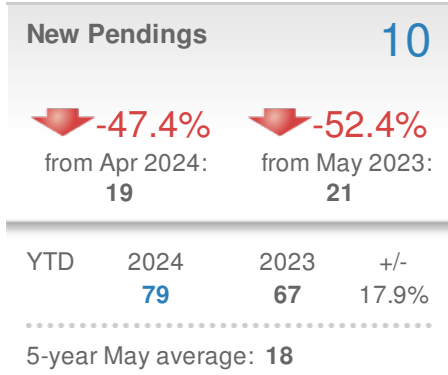 New Pendings 10
-47.4% -52.4%
from Apr 2024: from May 2023:
19 21
YTD 2024 2023 +/-
79 67 17.9%
5-year May average: 18